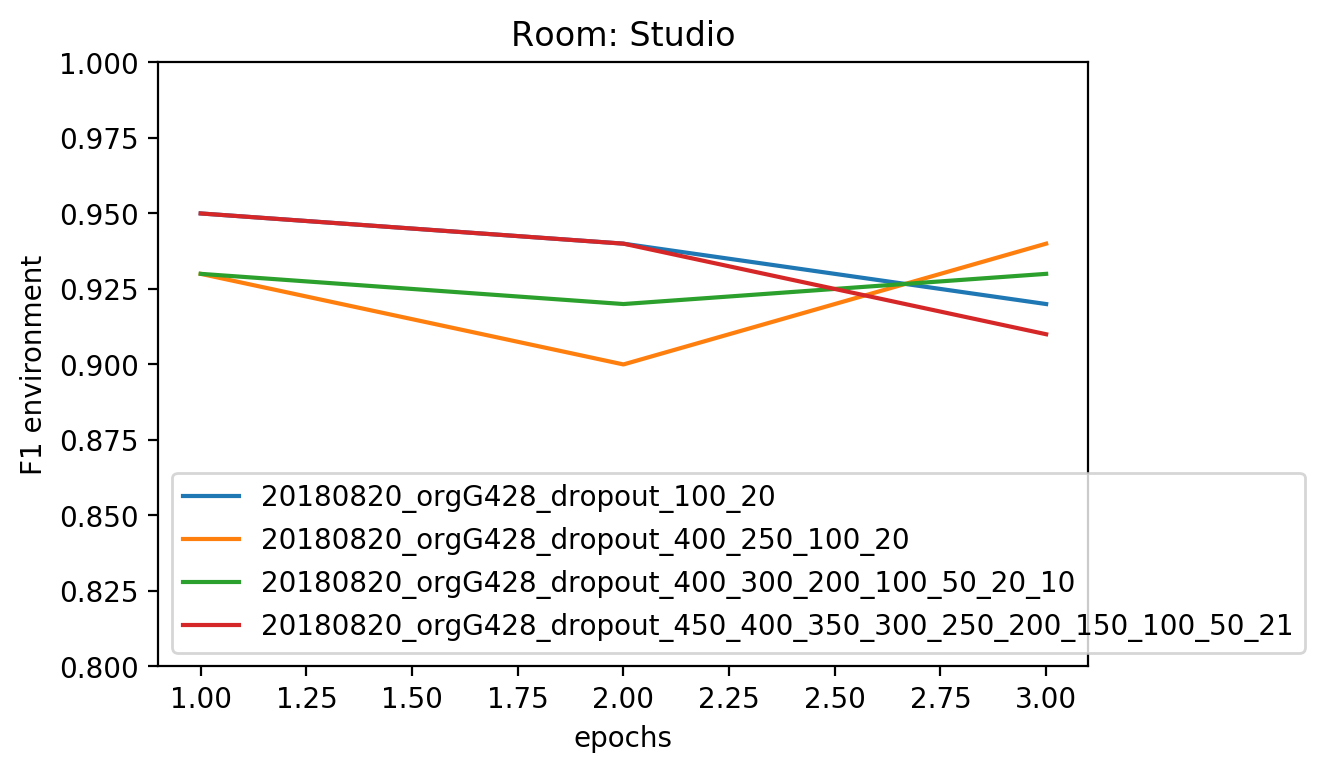 Room: Studio
1.000
0.975
0.950
0.925
0.900
0.875
0.850
0.825
0.800
F1 environment
20180820_orgG428_dropout_100_20
20180820_orgG428_dropout_400_250_100_20
20180820_orgG428_dropout_400_300_200_100_50_20_10
20180820_orgG428_dropout_450_400_350_300_250_200_150_100_50_21
1.00 1.25 1.50 1.75 2.00 2.25 2.50 2.75 3.00
epochs